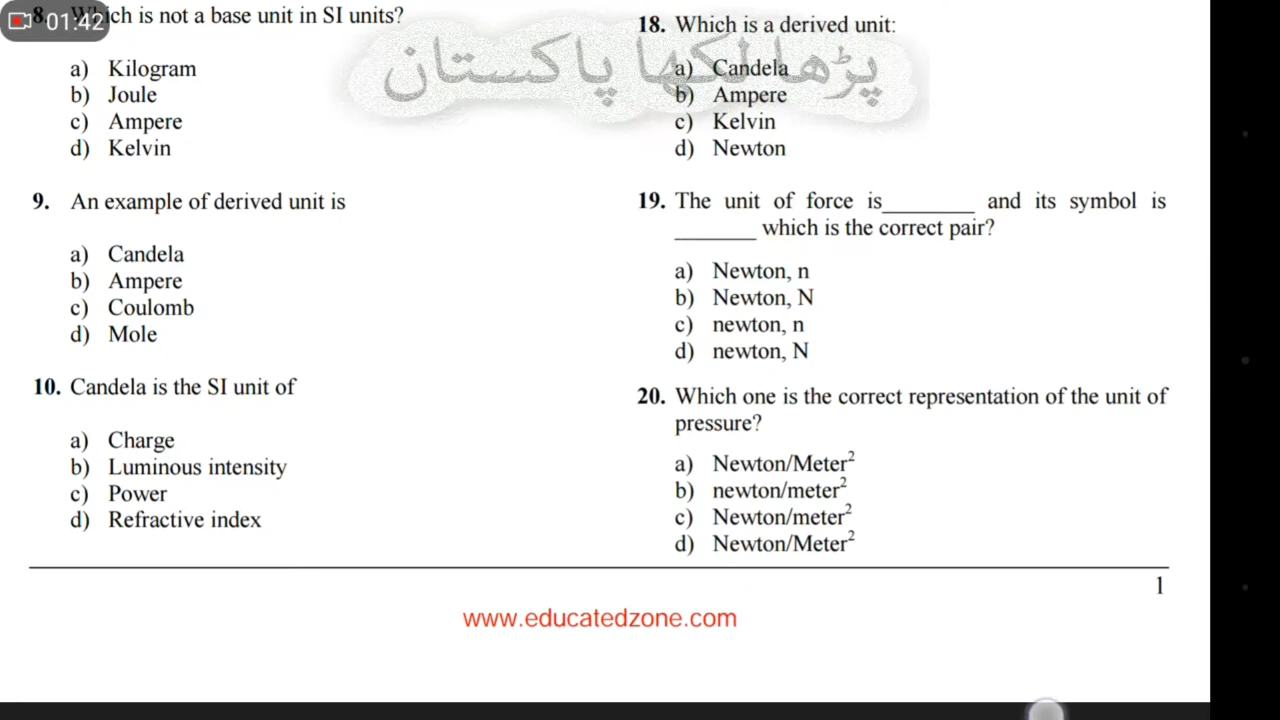 01:42
8. Which is not a base unit in SI units?
a) Kilogram
b) Joule
c) Ampere
d) Kelvin
9. An example of derived unit is
a) Candela
b) Ampere
c) Coulomb
d) Mole
10. Candela is the SI unit of
a) Charge
b) Luminous intensity
c) Power
d) Refractive index
پڑھا لکھا پاکستان
18. Which is a derived unit:
a) Candela
b) Ampere
c) Kelvin
d) Newton
19. The unit of force is________ and its symbol is
_______ which is the correct pair?
a) Newton, n
b) Newton, N
c) newton, n
d) newton, N
20. Which one is the correct representation of the unit of
pressure?
a) Newton/Meter²
b) newton/meter²
c) Newton/meter²
d) Newton/Meter²
1
www.educatedzone.com